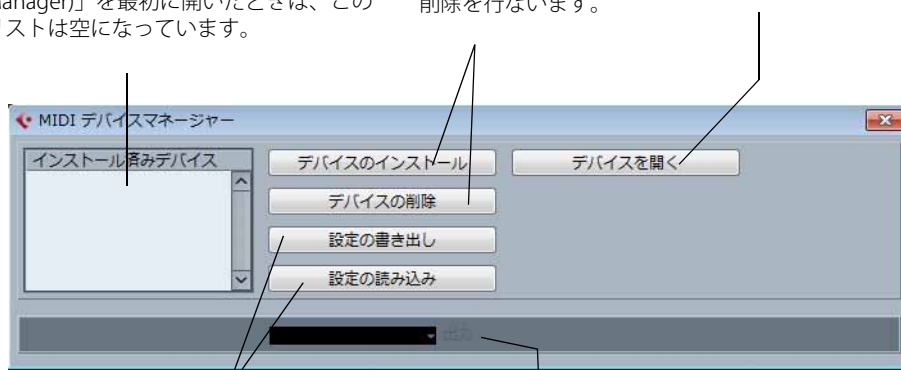 Manager)」を最初に開いたときは、この
リストは空になっています。
削除を行ないます。
MIDI デバイスマネージャー
インストール済みデバイス
デバイスのインストール
デバイスを開く
デバイスの削除
設定の書き出し
設定の読み込み
出力